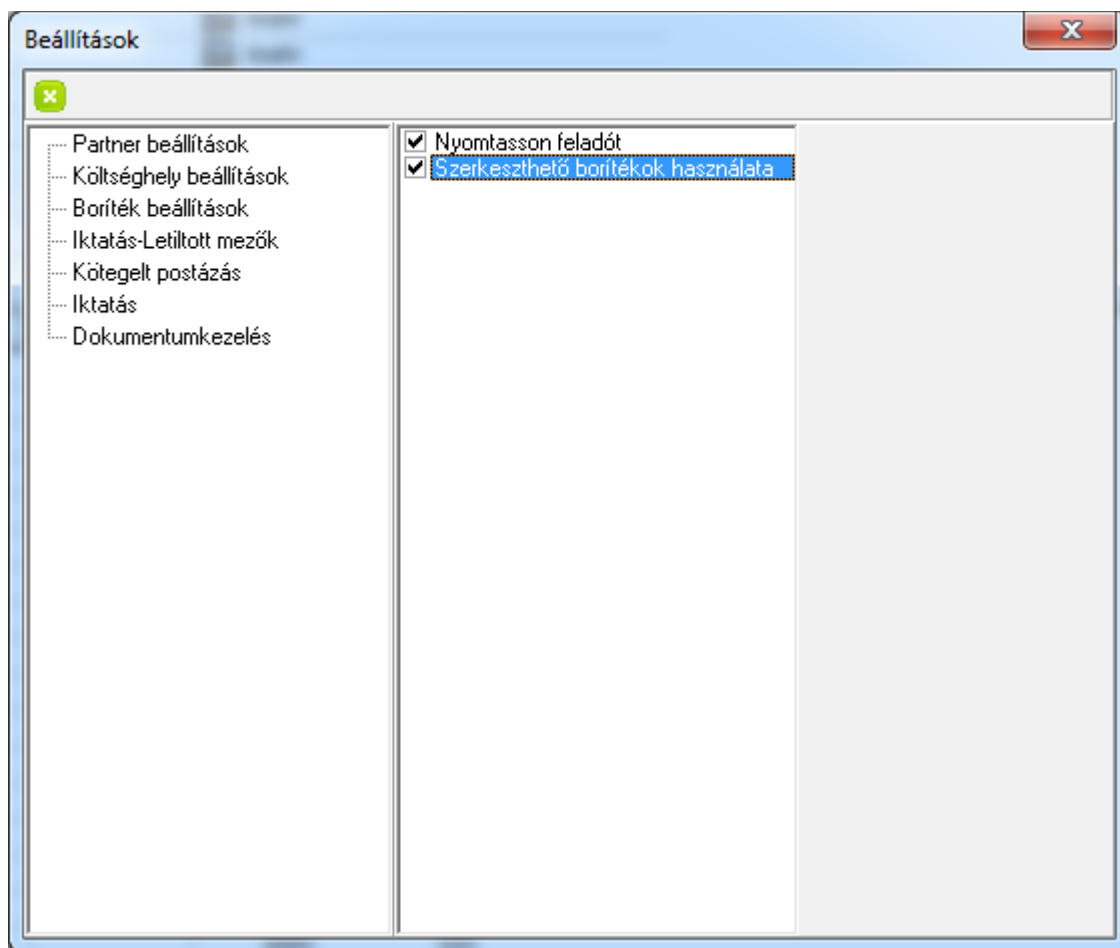 Beállítások
Partner beállítások
Költséghely beállítások
Boríték beállítások
Iktatás-Letiltott mezők
Kötegelt postázás
Iktatás
Dokumentumkezelés
Nyomtasson feladót
Szerkeszthető borítékok használata